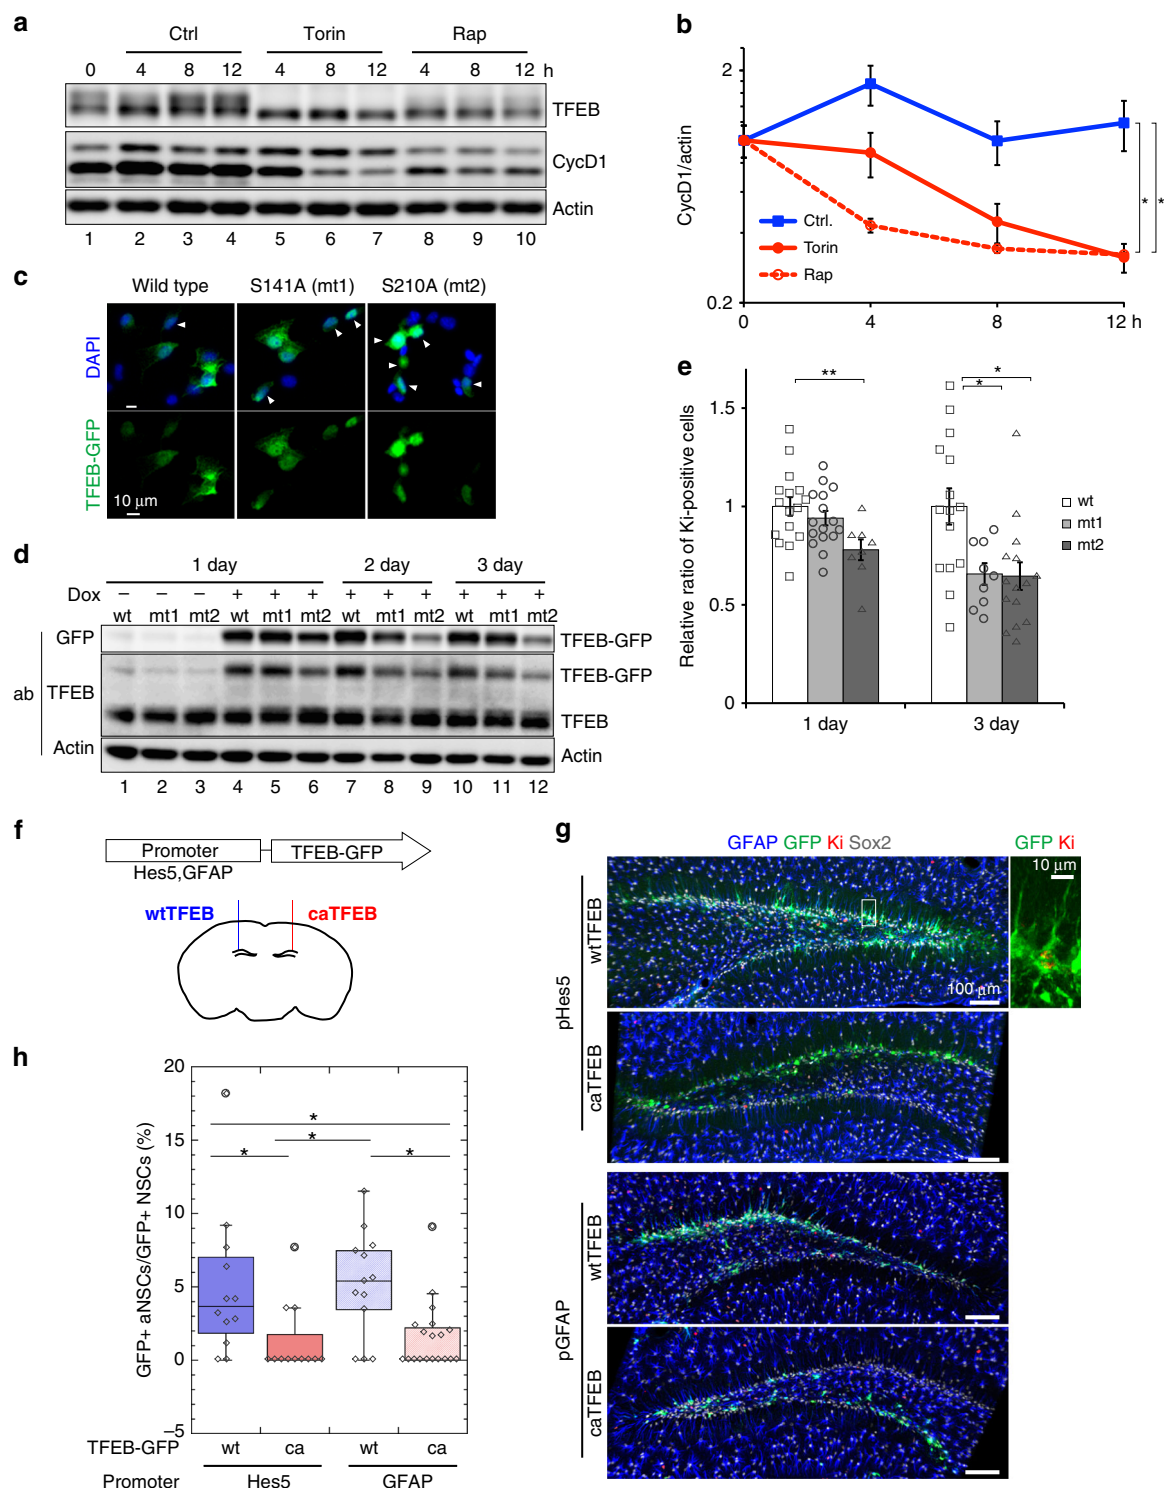 a
Ctrl Torin Rap
0 4 8 12 4 8 12 4 8 12 h
TFEB
CycD1
Actin
1 2 3 4 5 6 7 8 9 10
b
2
0.2
CycD1/actin
Ctrl.
Torin
Rap
* *
0 4 8 12 h
c
Wild type S141A (mt1) S210A (mt2)
DAPI
TFEB-GFP
10 μm
d
1 day 2 day 3 day
Dox − − − + + + + + + + + +
wt mt1 mt2 wt mt1 mt2 wt mt1 mt2 wt mt1 mt2
ab
GFP TFEB-GFP
TFEB TFEB-GFP
TFEB
Actin Actin
1 2 3 4 5 6 7 8 9 10 11 12
e
Relative ratio of Ki-positive cells
1.5
1
0.5
0
** * *
wt
mt1
mt2
1 day 3 day
f
Promoter TFEB-GFP
Hes5,GFAP
wtTFEB caTFEB
g
GFAP GFP Ki Sox2 GFP Ki
10 μm
100 μm
pHes5
wtTFEB
caTFEB
pGFAP
wtTFEB
caTFEB
h
GFP+ aNSCs/GFP+ NSCs (%)
20
15
10
5
0
−5
*
*
* *
TFEB-GFP wt ca wt ca
Promoter Hes5 GFAP